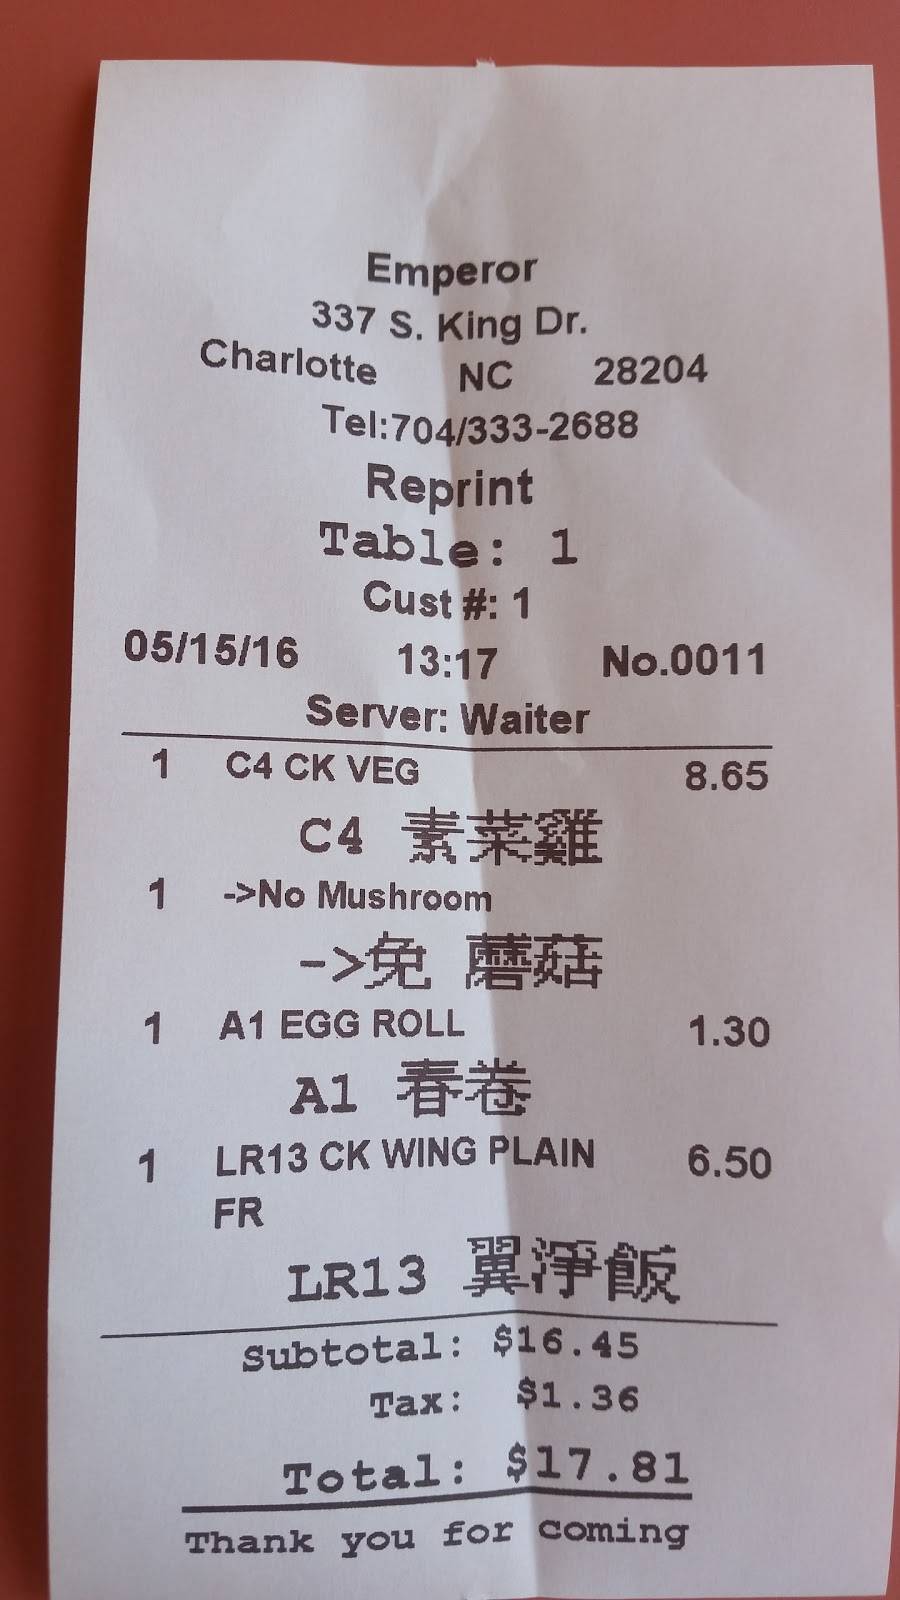 Emperor
337 S. King Dr.
Charlotte NC 28204
Tel:704/333-2688
Reprint
Table: 1
Cust #: 1
05/15/16 13:17 No.0011
Server: Waiter
1 C4 CK VEG 8.65
C4 素菜雞
1 ->No Mushroom
->免 蘑菇
1 A1 EGG ROLL 1.30
A1 春卷
1 LR13 CK WING PLAIN 6.50
FR
LR13 翼淨飯
Subtotal: $16.45
Tax: $1.36
Total: $17.81
Thank you for coming